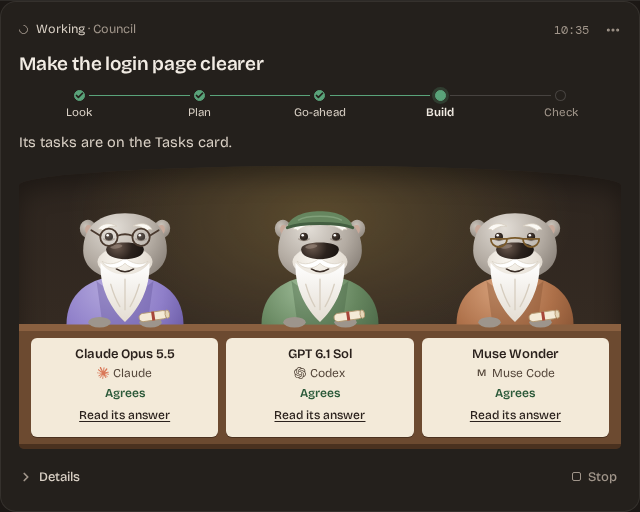 Working · Council
10:35
Make the login page clearer
Look
Plan
Go-ahead
Build
Check
Its tasks are on the Tasks card.
Claude Opus 5.5
Claude
Agrees
Read its answer
GPT 6.1 Sol
Codex
Agrees
Read its answer
Muse Wonder
M Muse Code
Agrees
Read its answer
Details
Stop